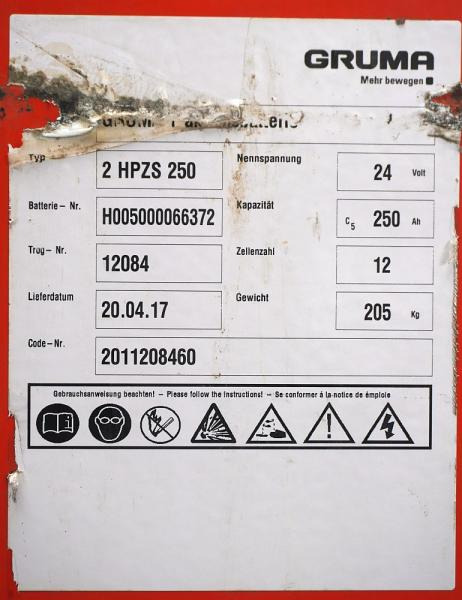 GRUMA
Mehr bewegen
Typ 2 HPZS 250 Nennspannung 24 Volt
Batterie- Nr. H005000066372 Kapazität C5 250 Ah
Trog- Nr. 12084 Zellenzahl 12
Lieferdatum 20.04.17 Gewicht 205 Kg
Code-Nr. 2011208460
Gebrauchsanweisung beachten! - Please follow the instructions! - Se conformer à la-notice de émploie